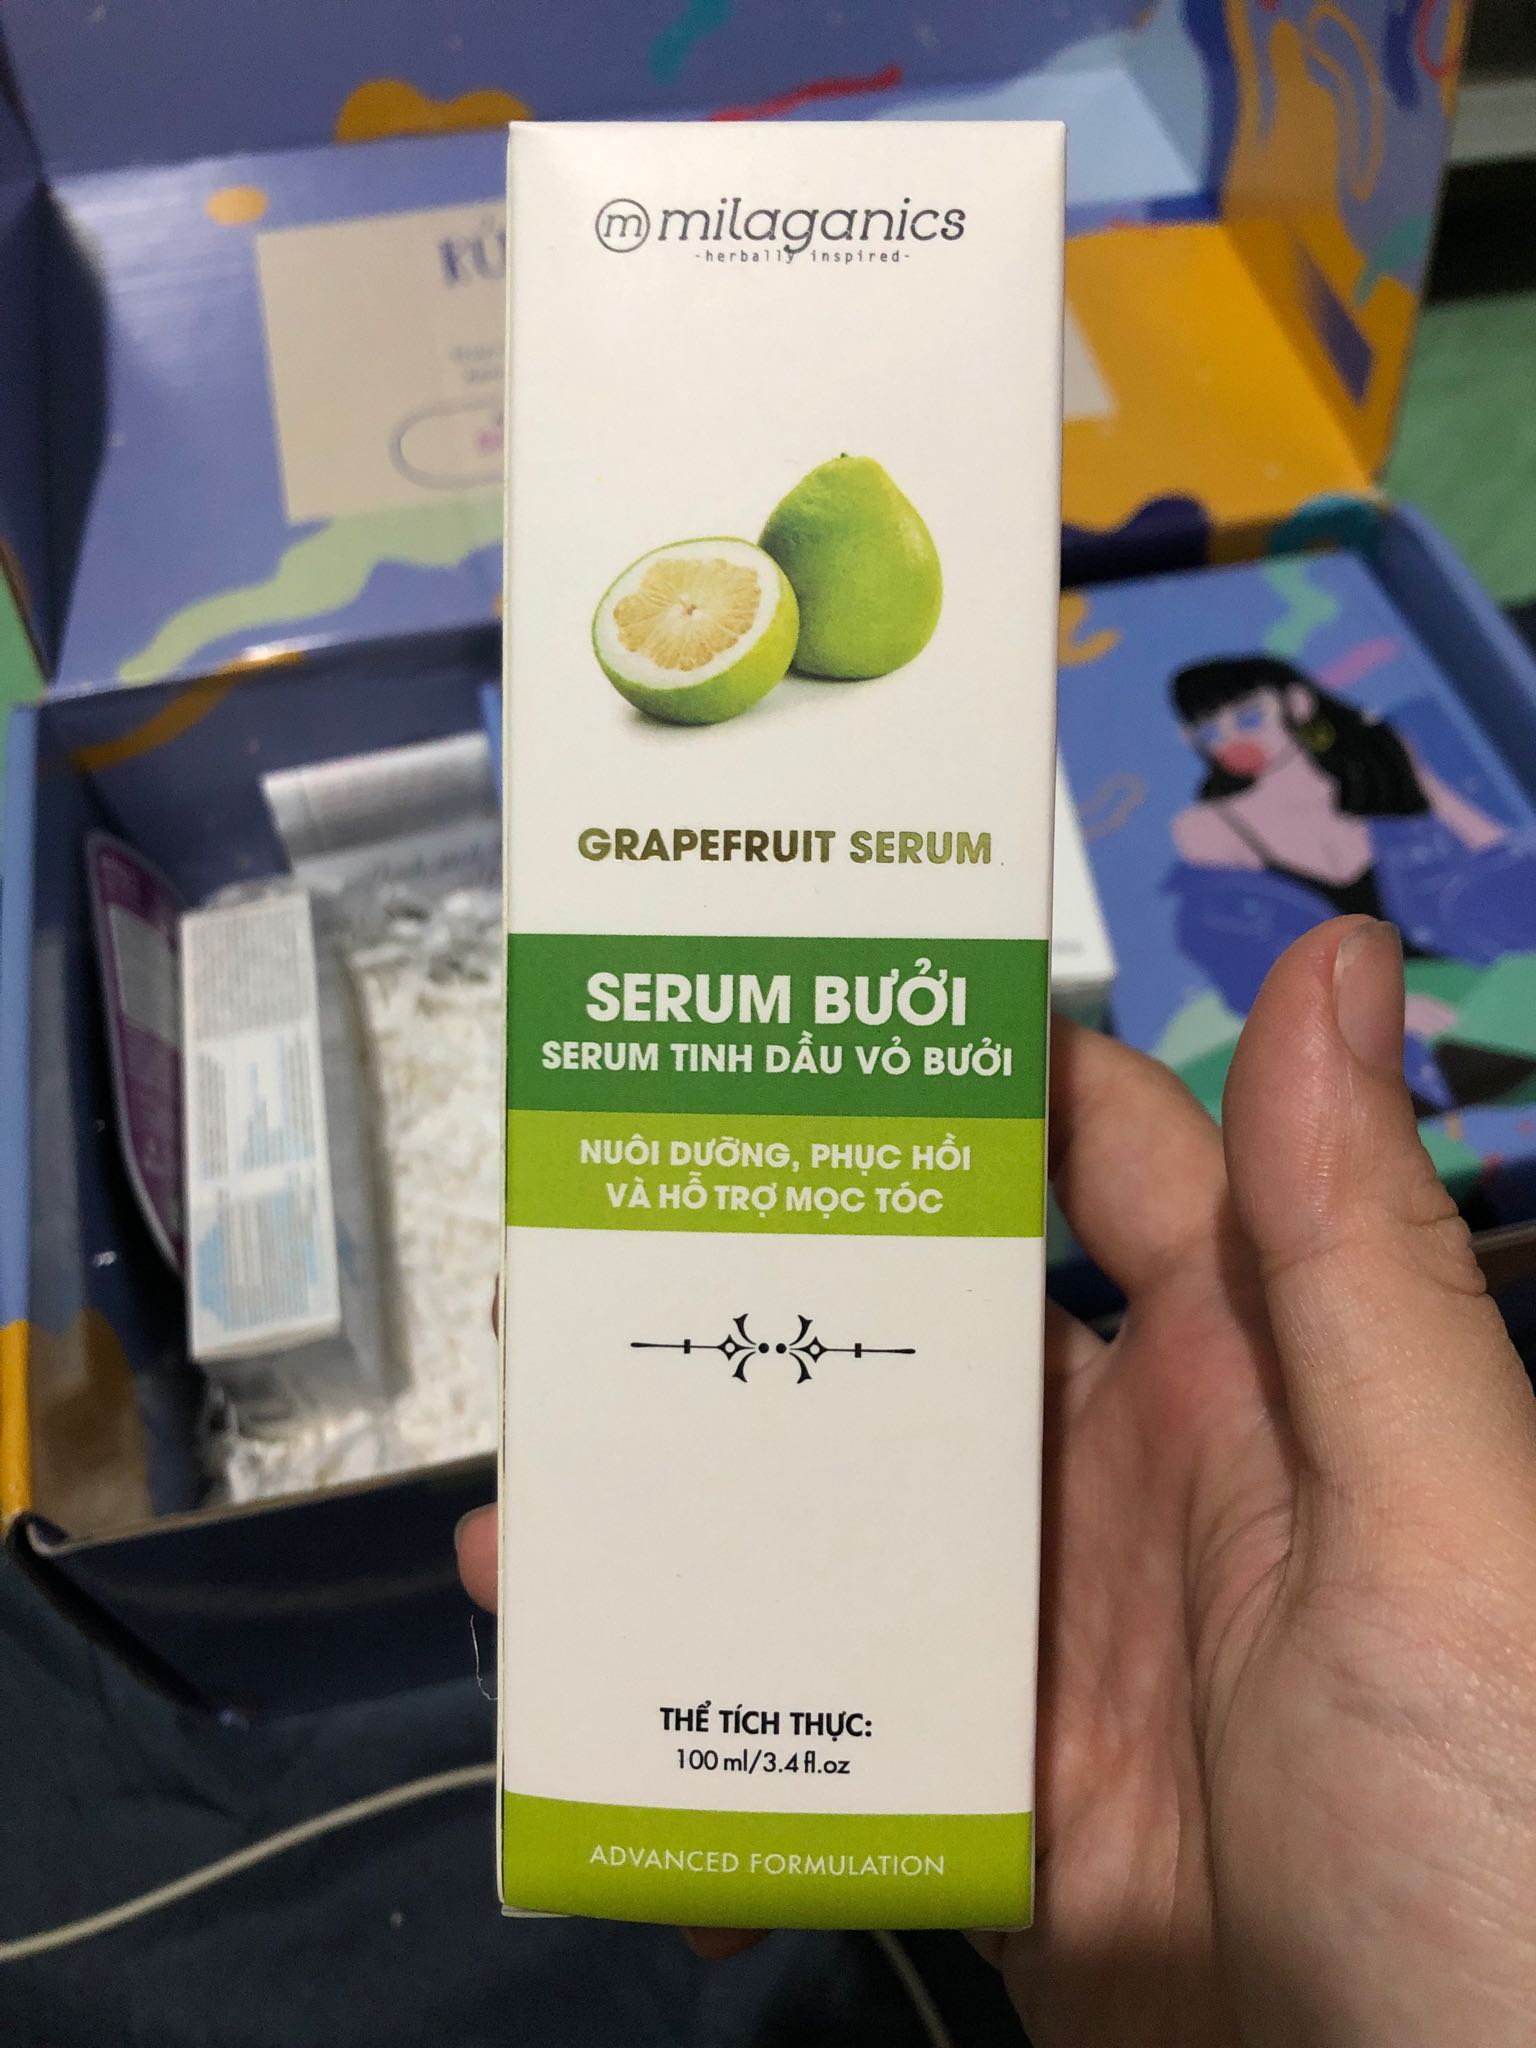 milaganics
-herbally inspired-
GRAPEFRUIT SERUM
SERUM BƯỞI
SERUM TINH DẦU VỎ BƯỞI
NUÔI DƯỠNG, PHỤC HỒI
VÀ HỖ TRỢ MỌC TÓC
THỂ TÍCH THỰC:
100 ml/3.4 fl.oz
ADVANCED FORMULATION